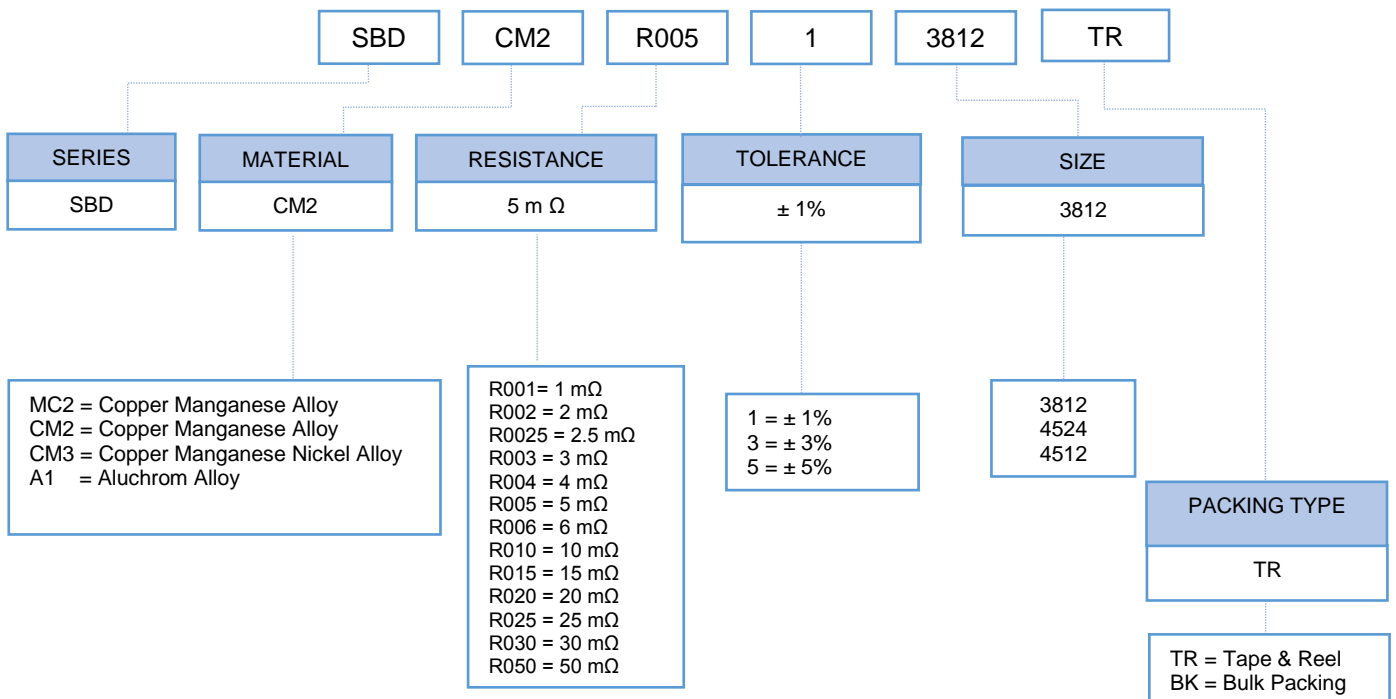 SBD CM2 R005 1 3812 TR
SERIES
SBD
MATERIAL
CM2
RESISTANCE
5 m Ω
TOLERANCE
± 1%
SIZE
3812
MC2 = Copper Manganese Alloy
CM2 = Copper Manganese Alloy
CM3 = Copper Manganese Nickel Alloy
A1 = Aluchrom Alloy
R001= 1 mΩ
R002 = 2 mΩ
R0025 = 2.5 mΩ
R003 = 3 mΩ
R004 = 4 mΩ
R005 = 5 mΩ
R006 = 6 mΩ
R010 = 10 mΩ
R015 = 15 mΩ
R020 = 20 mΩ
R025 = 25 mΩ
R030 = 30 mΩ
R050 = 50 mΩ
1 = ± 1%
3 = ± 3%
5 = ± 5%
3812
4524
4512
PACKING TYPE
TR
TR = Tape & Reel
BK = Bulk Packing